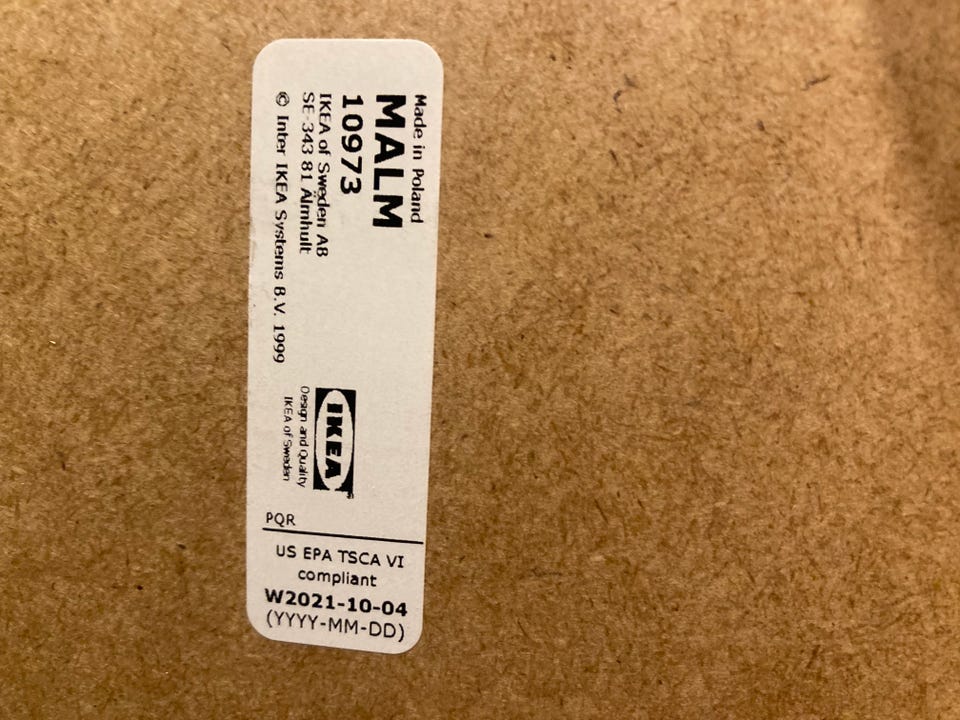 Made in Poland
MALM
10973
IKEA of Sweden AB
SE-343 81 Älmhult
© Inter IKEA Systems B.V. 1999
IKEA
Design and Quality
IKEA of Sweden
PQR
US EPA TSCA VI
compliant
W2021-10-04
(YYYY-MM-DD)